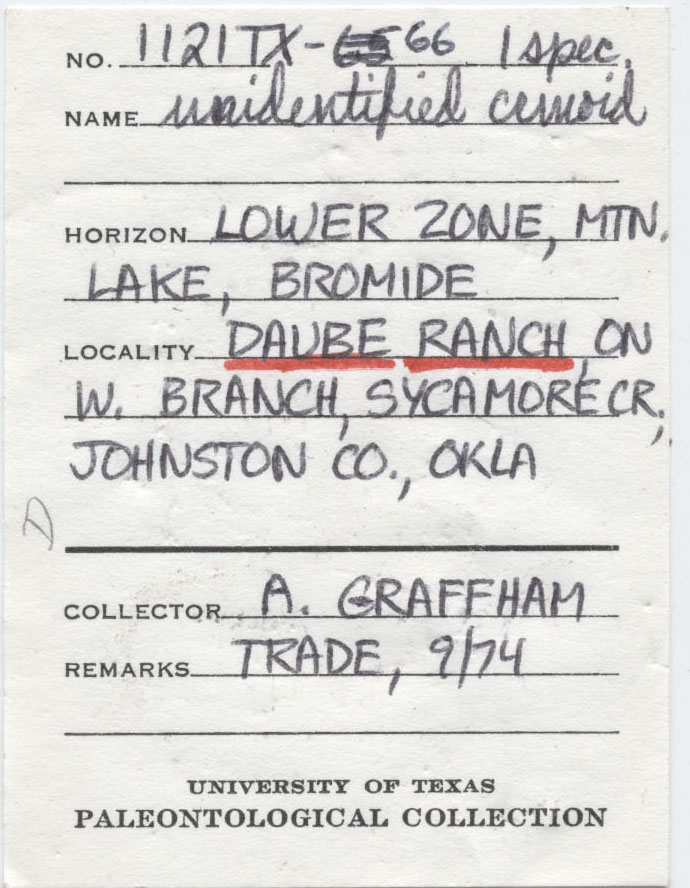 NO. 1121TX-66 1 spec.
NAME unidentified crinoid
HORIZON LOWER ZONE, MTN.
LAKE, BROMIDE
LOCALITY DAUBE RANCH, ON
W. BRANCH, SYCAMORE CR.,
JOHNSTON CO., OKLA
D
COLLECTOR A. GRAFFHAM
REMARKS TRADE, 9/74
UNIVERSITY OF TEXAS
PALEONTOLOGICAL COLLECTION